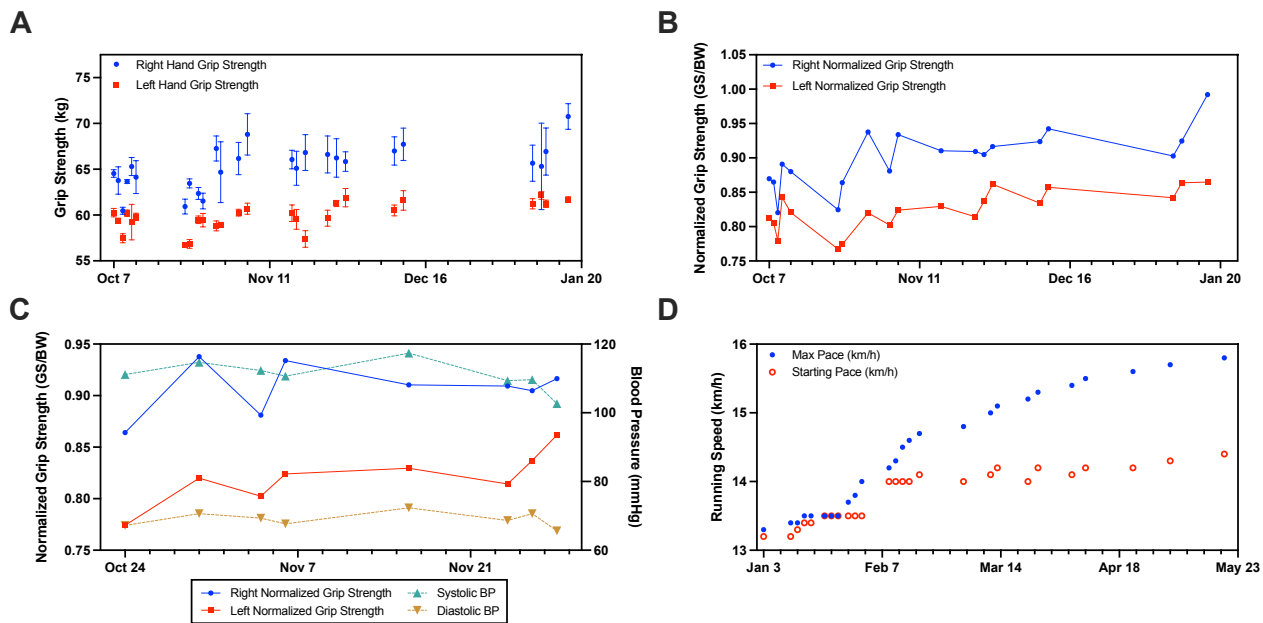 A
Grip Strength (kg)
Right Hand Grip Strength
Left Hand Grip Strength
75
70
65
60
55
Oct 7
Nov 11
Dec 16
Jan 20
B
Normalized Grip Strength (GS/BW)
Right Normalized Grip Strength
Left Normalized Grip Strength
1.05
1.00
0.95
0.90
0.85
0.80
0.75
Oct 7
Nov 11
Dec 16
Jan 20
C
Normalized Grip Strength (GS/BW)
0.95
0.90
0.85
0.80
0.75
120
100
80
60
Blood Pressure (mmHg)
Oct 24
Nov 7
Nov 21
Right Normalized Grip Strength
Left Normalized Grip Strength
Systolic BP
Diastolic BP
D
Running Speed (km/h)
Max Pace (km/h)
Starting Pace (km/h)
16
15
14
13
Jan 3
Feb 7
Mar 14
Apr 18
May 23